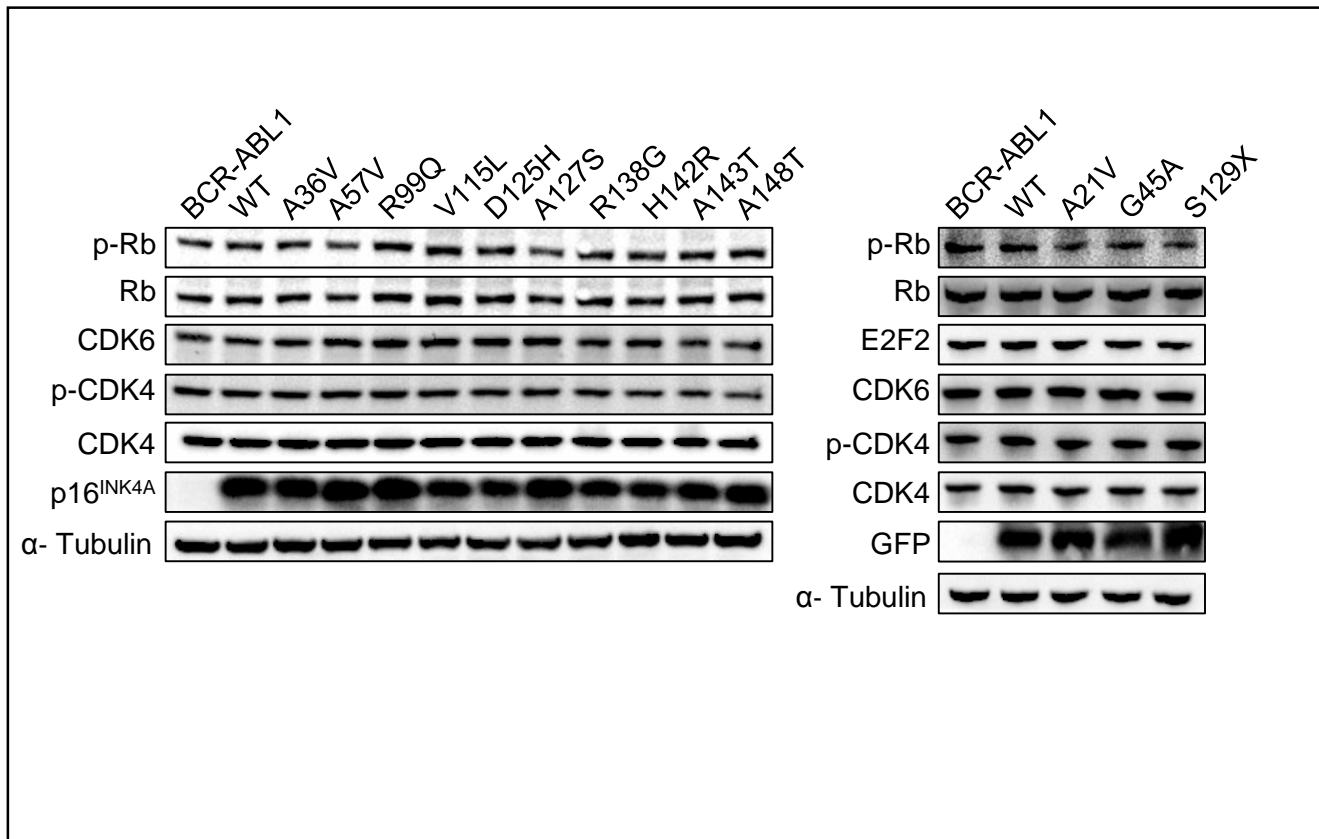 BCR-ABL1 WT A36V A57V R99Q V115L D125H A127S R138G H142R A143T A148T
p-Rb
Rb
CDK6
p-CDK4
CDK4
p16INK4A
α- Tubulin
BCR-ABL1 WT A21V G45A S129X
p-Rb
Rb
E2F2
CDK6
p-CDK4
CDK4
GFP
α- Tubulin